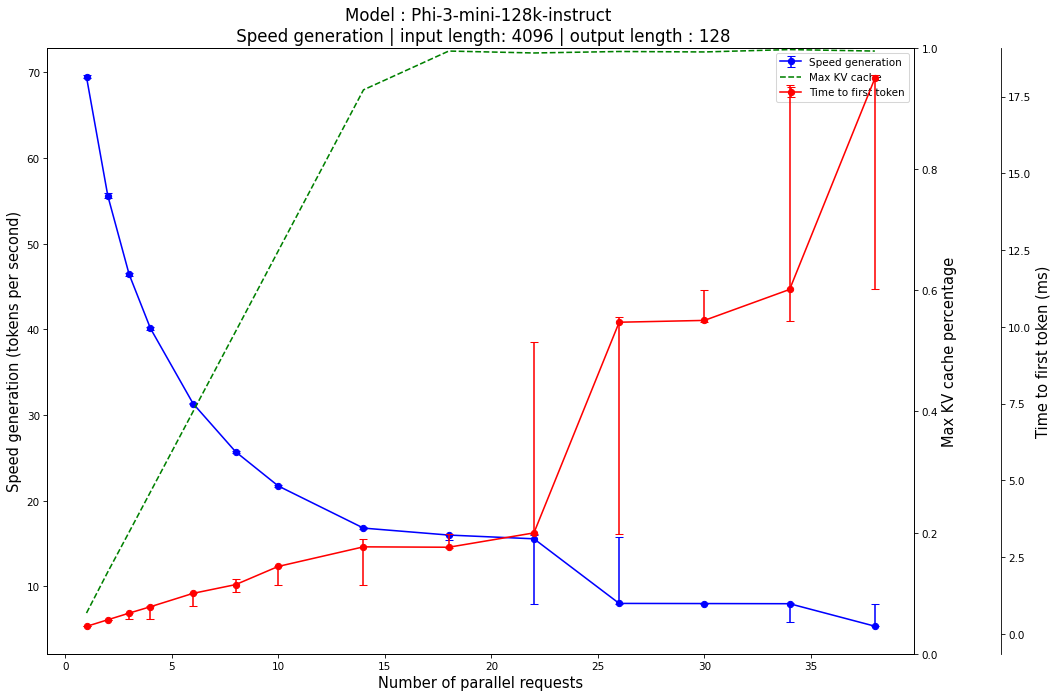 Model : Phi-3-mini-128k-instruct
Speed generation | input length: 4096 | output length : 128
Speed generation
Max KV cache
Time to first token
Speed generation (tokens per second)
70
60
50
40
30
20
10
1.0
0.8
0.6
0.4
0.2
0.0
Max KV cache percentage
17.5
15.0
12.5
10.0
7.5
5.0
2.5
0.0
Time to first token (ms)
0 5 10 15 20 25 30 35
Number of parallel requests